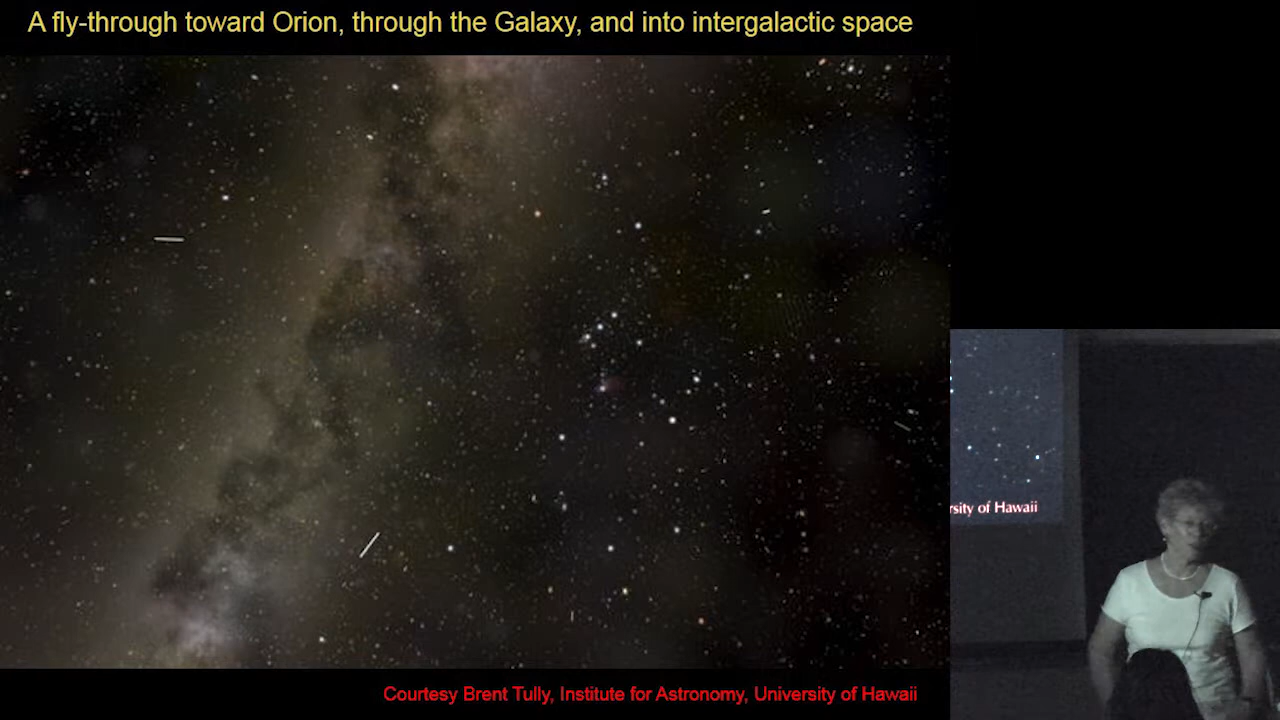 A fly-through toward Orion, through the Galaxy, and into intergalactic space
rsity of Hawaii
Courtesy Brent Tully, Institute for Astronomy, University of Hawaii